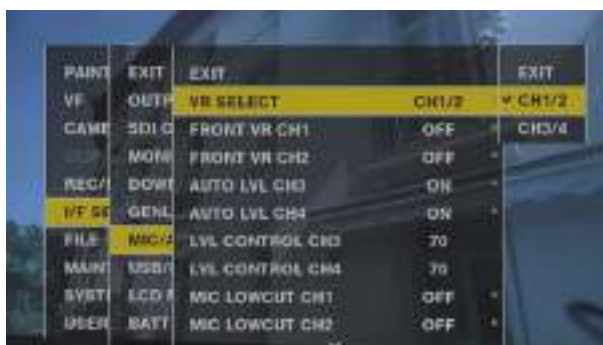 PAINT
VF
CAME
REC/
I/F SE
FILE
MAINT
SYSTE
USER
EXIT
OUTP
SDI O
MONI
DOWN
GENL
MIC/A
USB/
LCD
BATT
EXIT
VR SELECT CH1/2
FRONT VR CH1 OFF
FRONT VR CH2 OFF
AUTO LVL CH3 ON
AUTO LVL CH4 ON
LVL CONTROL CH3 70
LVL CONTROL CH4 70
MIC LOWCUT CH1 OFF
MIC LOWCUT CH2 OFF
EXIT
CH1/2
CH3/4